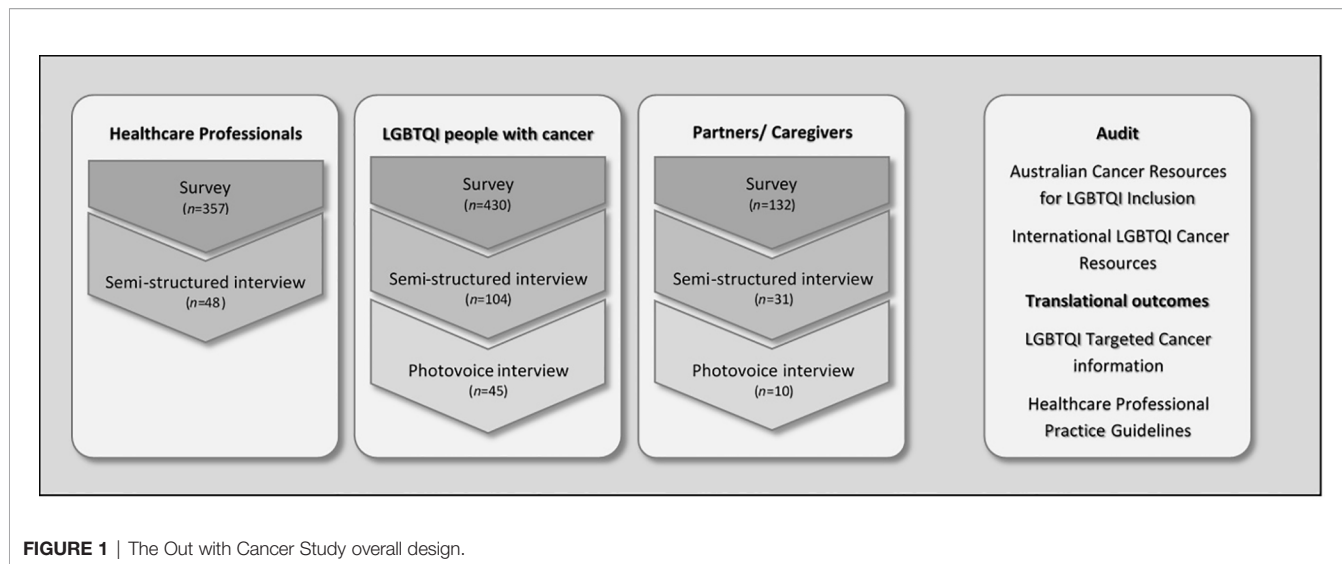 Healthcare Professionals
Survey
(n=357)
Semi-structured interview
(n=48)
LGBTQI people with cancer
Survey
(n=430)
Semi-structured interview
(n=104)
Photovoice interview
(n=45)
Partners/ Caregivers
Survey
(n=132)
Semi-structured interview
(n=31)
Photovoice interview
(n=10)
Audit
Australian Cancer Resources
for LGBTQI Inclusion
International LGBTQI Cancer
Resources
Translational outcomes
LGBTQI Targeted Cancer
information
Healthcare Professional
Practice Guidelines
FIGURE 1 | The Out with Cancer Study overall design.